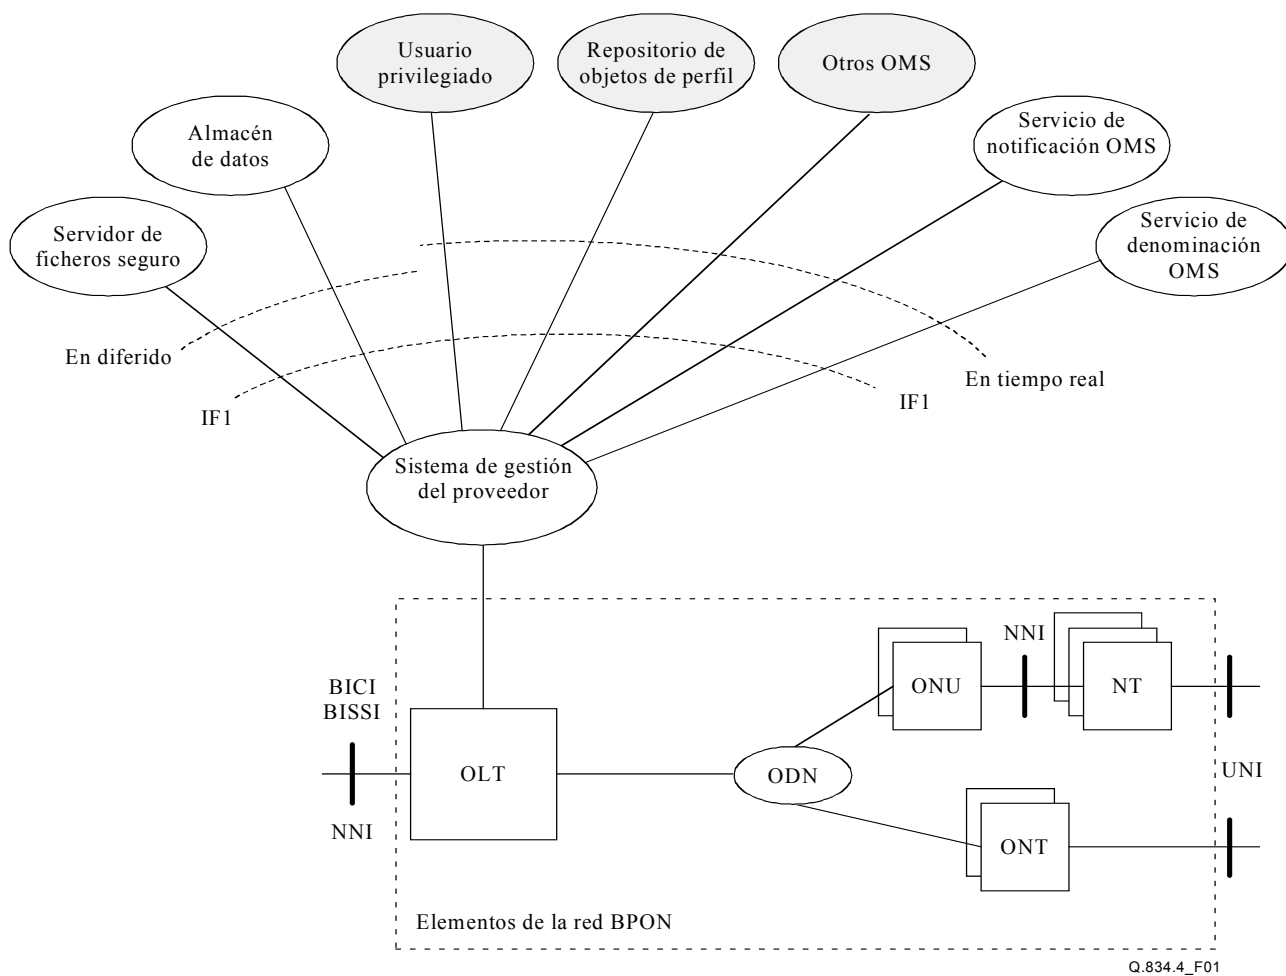 Usuario
privilegiado
Repositorio de
objetos de perfil
Otros OMS
Almacén
de datos
Servicio de
notificación OMS
Servidor de
ficheros seguro
Servicio de
denominación
OMS
En diferido
En tiempo real
IF1
IF1
Sistema de gestión
del proveedor
BICI
BISSI
NNI
OLT
ODN
ONU
NNI
NT
UNI
ONT
Elementos de la red BPON
Q.834.4_F01